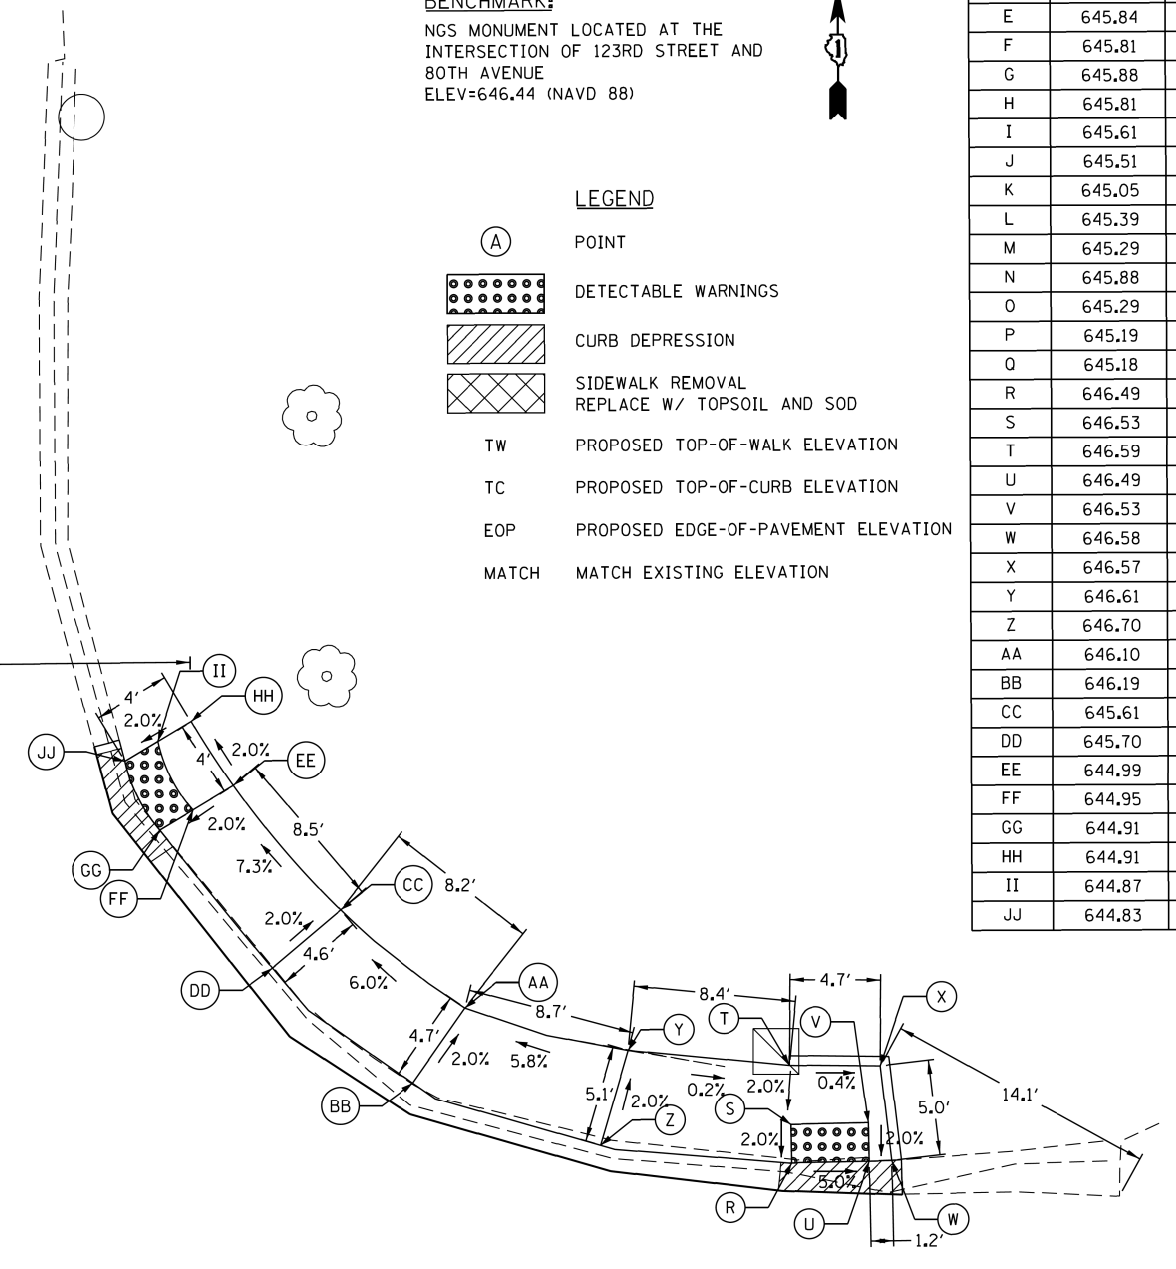 BENCHMARK:
NGS MONUMENT LOCATED AT THE
INTERSECTION OF 123RD STREET AND
80TH AVENUE
ELEV=646.44 (NAVD 88)
1
LEGEND
A POINT
DETECTABLE WARNINGS
CURB DEPRESSION
SIDEWALK REMOVAL
REPLACE W/ TOPSOIL AND SOD
TW PROPOSED TOP-OF-WALK ELEVATION
TC PROPOSED TOP-OF-CURB ELEVATION
EOP PROPOSED EDGE-OF-PAVEMENT ELEVATION
MATCH MATCH EXISTING ELEVATION
E 645.84
F 645.81
G 645.88
H 645.81
I 645.61
J 645.51
K 645.05
L 645.39
M 645.29
N 645.88
O 645.29
P 645.19
Q 645.18
R 646.49
S 646.53
T 646.59
U 646.49
V 646.53
W 646.58
X 646.57
Y 646.61
Z 646.70
AA 646.10
BB 646.19
CC 645.61
DD 645.70
EE 644.99
FF 644.95
GG 644.91
HH 644.91
II 644.87
JJ 644.83
II
4'
HH
2.0%
JJ
4'
2.0%
EE
2.0%
8.5'
7.3%
GG
FF
CC
8.2'
2.0%
4.6'
DD
6.0%
AA
8.7'
8.4'
4.7'
X
T
V
Y
4.7'
2.0%
5.8%
0.2%
2.0%
0.4%
14.1'
BB
5.1'
2.0%
S
5.0'
Z
2.0%
2.0%
5.0%
R
U
W
1.2'